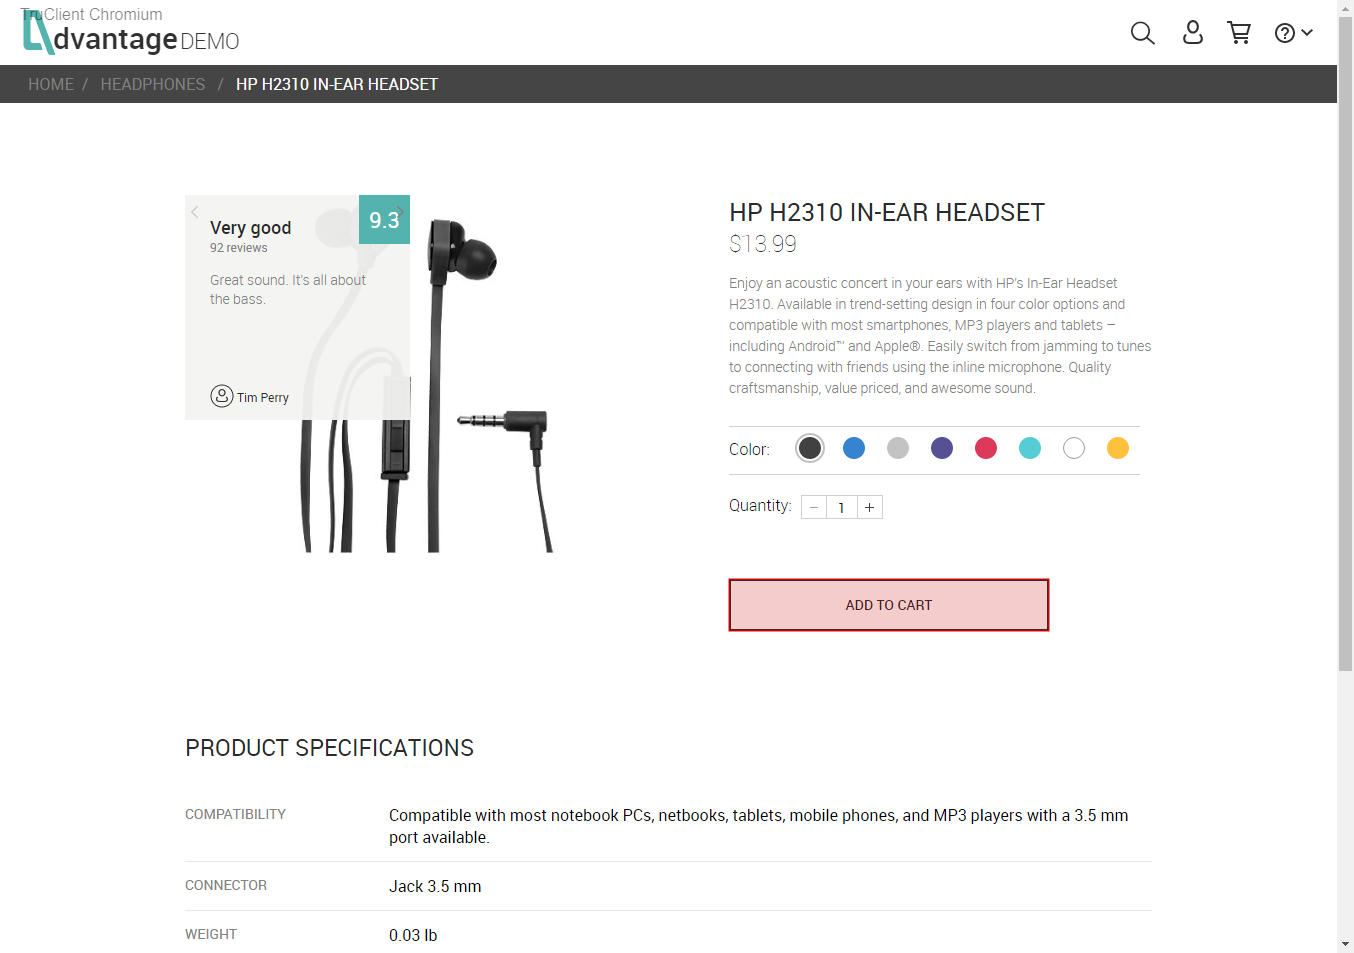 TruClient Chromium
dvantage DEMO
HOME / HEADPHONES / HP H2310 IN-EAR HEADSET
Very good
9.3
92 reviews
Great sound. It's all about
the bass.
Tim Perry
HP H2310 IN-EAR HEADSET
$13.99
Enjoy an acoustic concert in your ears with HP's In-Ear Headset
H2310. Available in trend-setting design in four color options and
compatible with most smartphones, MP3 players and tablets –
including Android™ and Apple®. Easily switch from jamming to tunes
to connecting with friends using the inline microphone. Quality
craftsmanship, value priced, and awesome sound.
Color:
Quantity: − 1 +
ADD TO CART
PRODUCT SPECIFICATIONS
COMPATIBILITY
Compatible with most notebook PCs, netbooks, tablets, mobile phones, and MP3 players with a 3.5 mm
port available.
CONNECTOR
Jack 3.5 mm
WEIGHT
0.03 lb